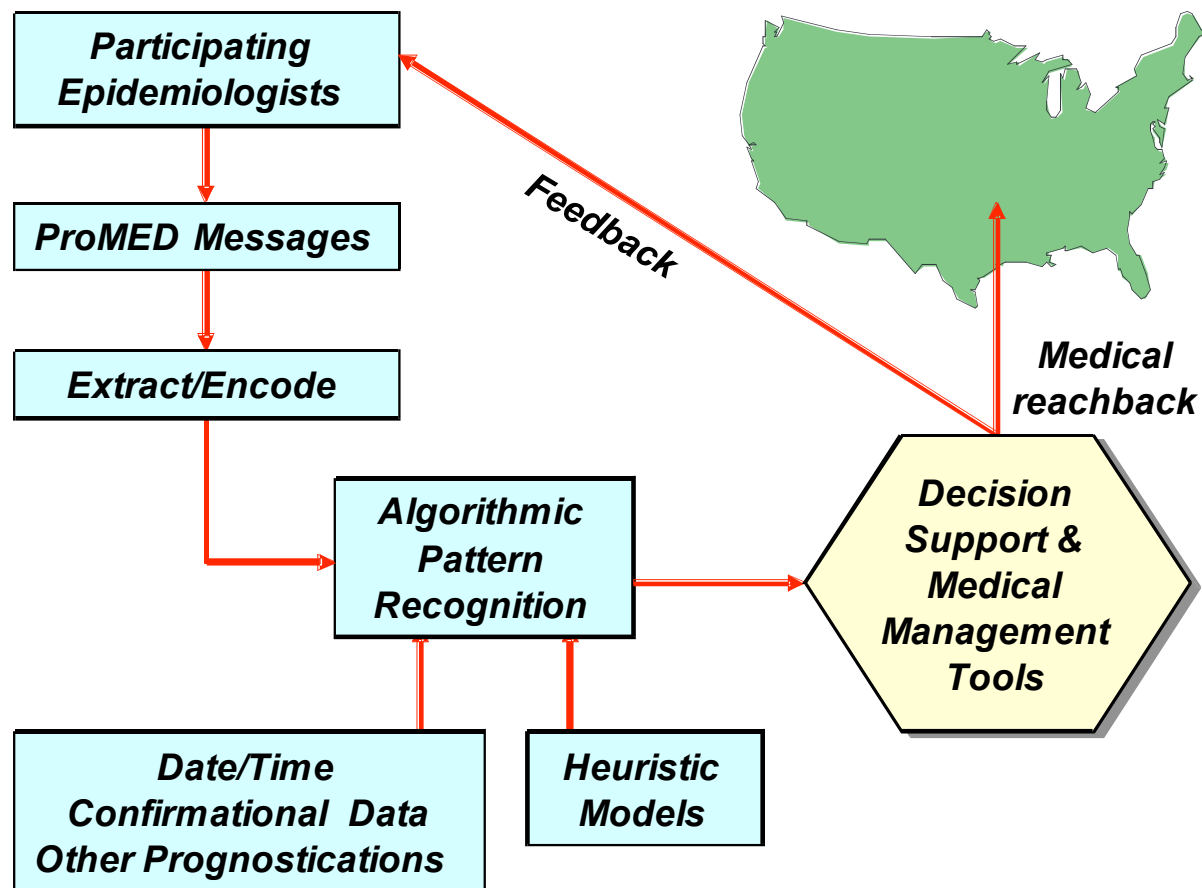 Participating
Epidemiologists
ProMED Messages
Extract/Encode
Algorithmic
Pattern
Recognition
Date/Time
Confirmational Data
Other Prognostications
Heuristic
Models
Decision
Support &
Medical
Management
Tools
Feedback
Medical
reachback